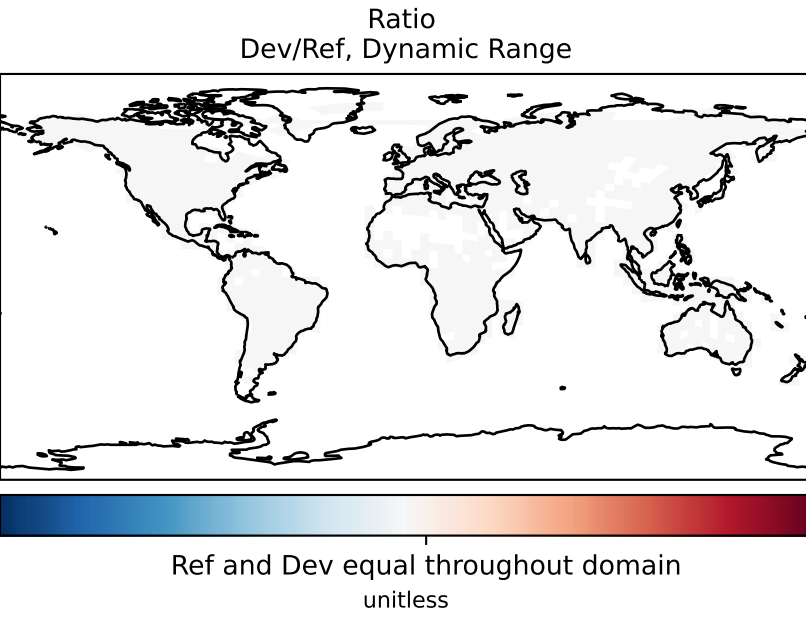 Ratio
Dev/Ref, Dynamic Range
Ref and Dev equal throughout domain
unitless